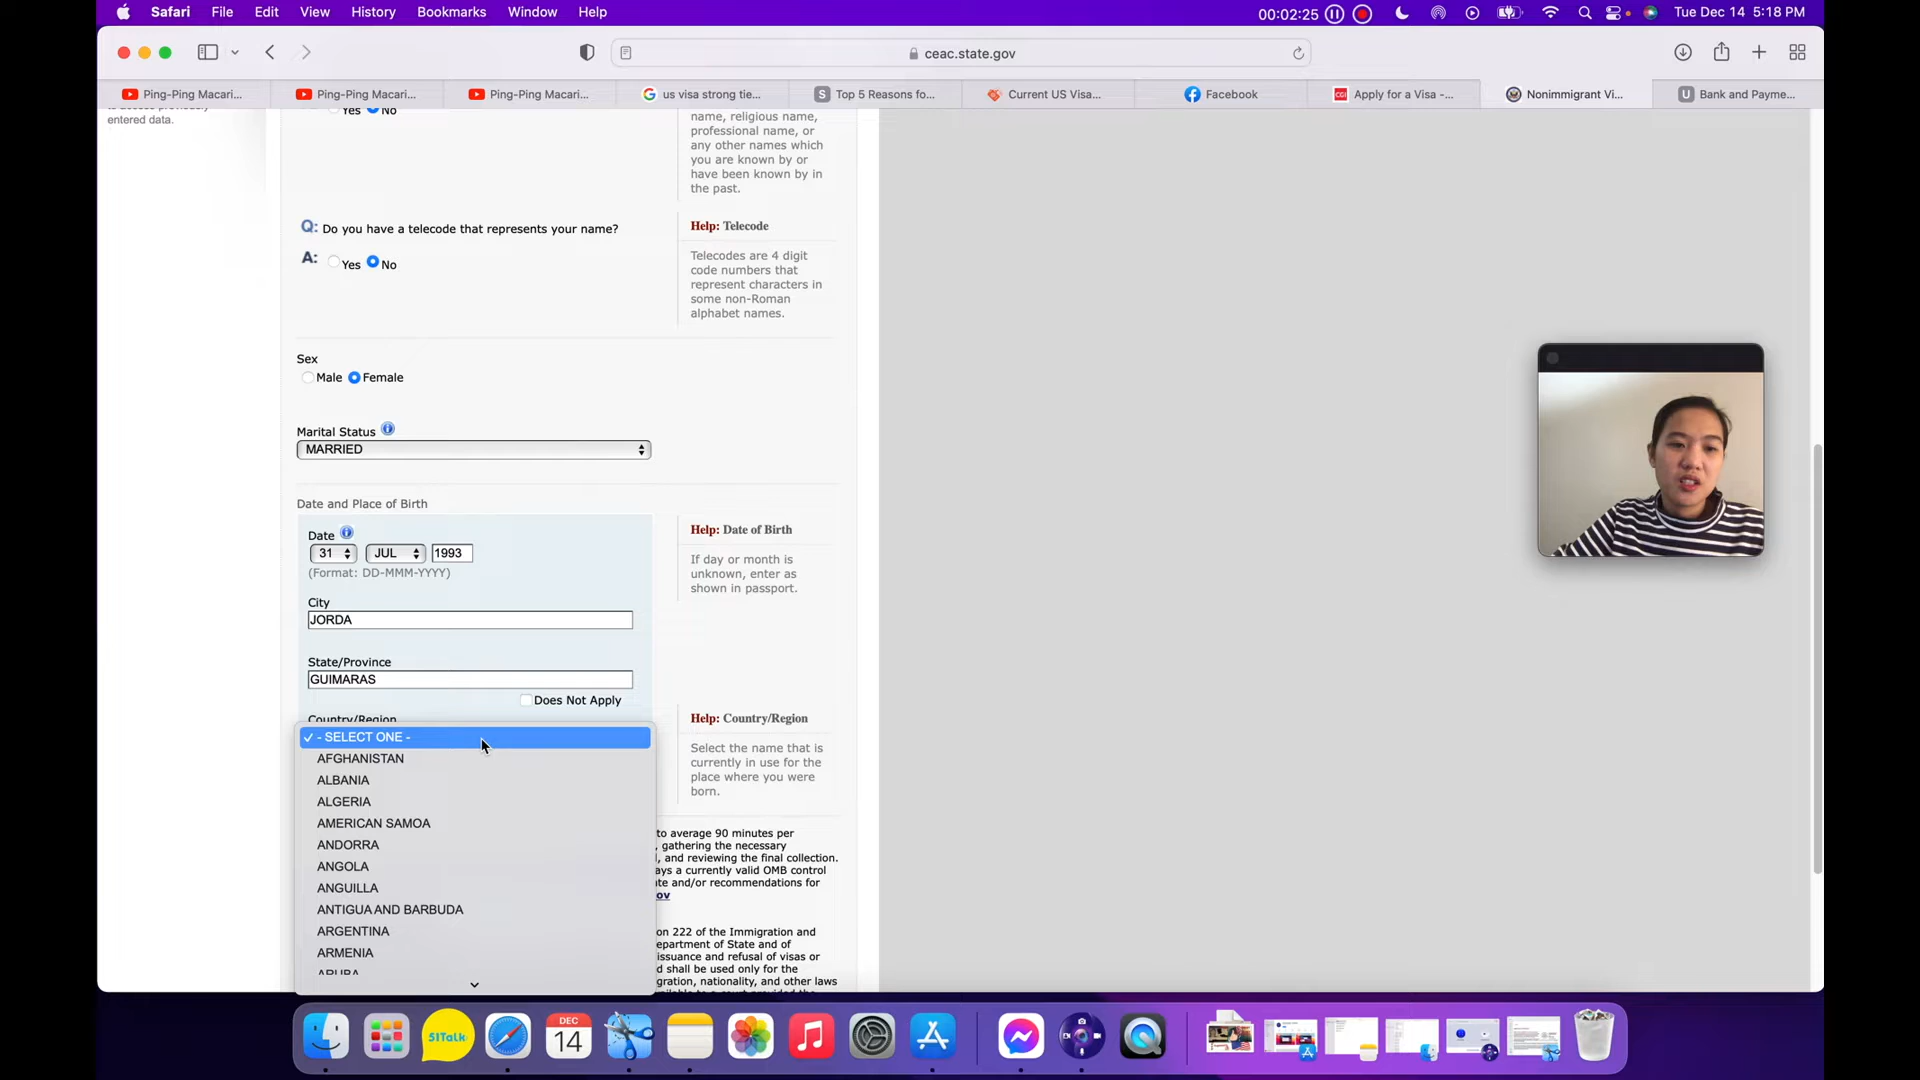 Safari File Edit View History Bookmarks Window Help
00:02:25
Tue Dec 14 5:18 PM
ceac.state.gov
Ping-Ping Macari...
Ping-Ping Macari...
Ping-Ping Macari...
us visa strong tie...
Top 5 Reasons fo...
Current US Visa...
Facebook
Apply for a Visa -...
Nonimmigrant Vi...
Bank and Payme...
to access previously
entered data.
Yes No
name, religious name,
professional name, or
any other names which
you are known by or
have been known by in
the past.
Q: Do you have a telecode that represents your name?
A: Yes No
Help: Telecode
Telecodes are 4 digit
code numbers that
represent characters in
some non-Roman
alphabet names.
Sex
Male Female
Marital Status
MARRIED
Date and Place of Birth
Date
31 JUL 1993
(Format: DD-MMM-YYYY)
Help: Date of Birth
If day or month is
unknown, enter as
shown in passport.
City
JORDA
State/Province
GUIMARAS
Does Not Apply
Country/Region
- SELECT ONE -
AFGHANISTAN
ALBANIA
ALGERIA
AMERICAN SAMOA
ANDORRA
ANGOLA
ANGUILLA
ANTIGUA AND BARBUDA
ARGENTINA
ARMENIA
ARUBA
Help: Country/Region
Select the name that is
currently in use for the
place where you were
born.
to average 90 minutes per
, gathering the necessary
, and reviewing the final collection.
ays a currently valid OMB control
te and/or recommendations for
ov
on 222 of the Immigration and
epartment of State and of
issuance and refusal of visas or
d shall be used only for the
gration, nationality, and other laws
51Talk
DEC
14